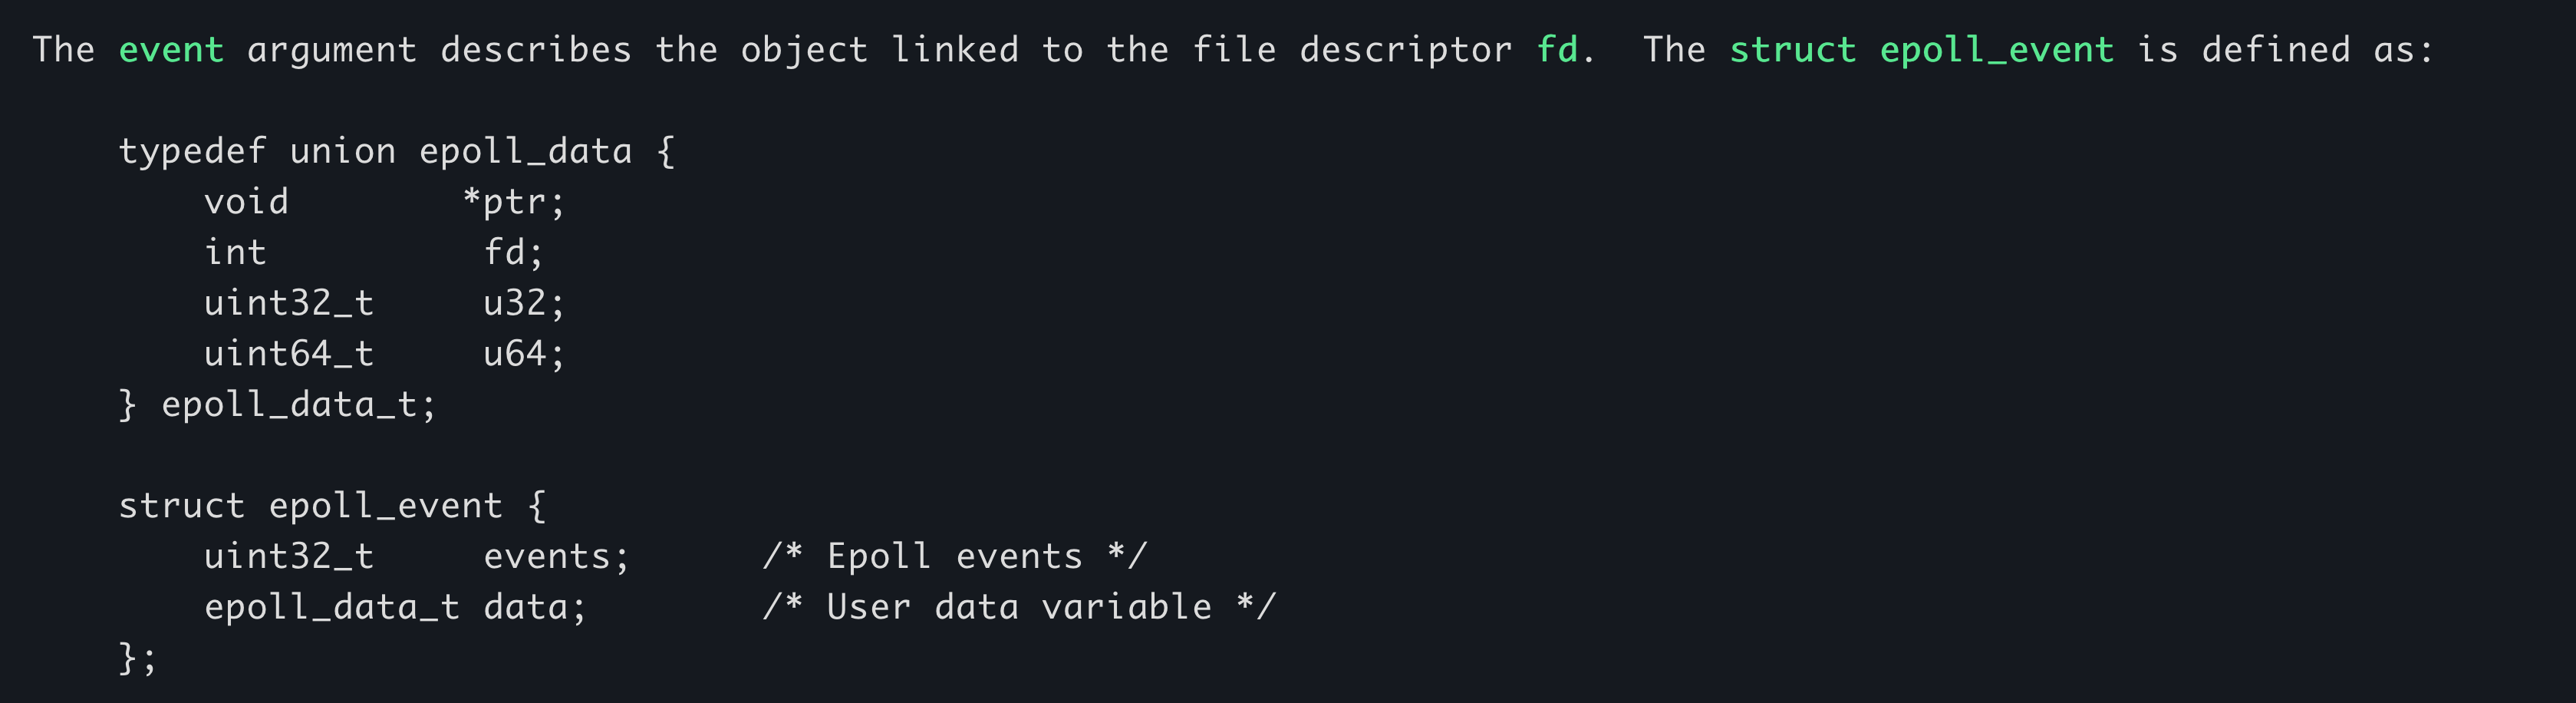 The event argument describes the object linked to the file descriptor fd.  The struct epoll_event is defined as:

    typedef union epoll_data {
        void        *ptr;
        int          fd;
        uint32_t     u32;
        uint64_t     u64;
    } epoll_data_t;

    struct epoll_event {
        uint32_t     events;      /* Epoll events */
        epoll_data_t data;        /* User data variable */
    };